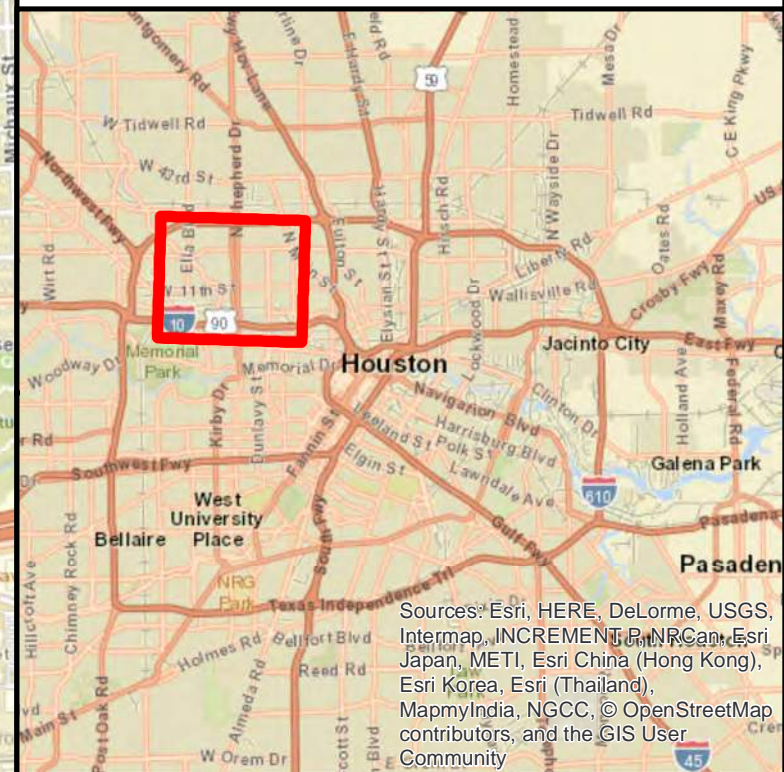 Michaux St
Montgomery Rd
Hov-Lane
E Hardy St
59
Homestead
Mesa Dr
C E King Pkwy
W Tidwell Rd
Tidwell Rd
W 43rd St
Northwest Fwy
N Wayside Dr
Hirsch Rd
Ella Blvd
Fulton St
Hardy St
Oates Rd
Wirt Rd
N Main St
Liberty Rd
W 11th St
Elysian St
Wallisville Rd
Crosby Fwy
Maxey Rd
10
90
Lockwood Dr
Jacinto City
East Fwy
Memorial
Park
Memorial Dr
Houston
Woodway Dr
Kirby Dr
Dunlavy St
Navigation Blvd
Clinton Dr
Holland Ave
Federal Rd
Leeland St
Harrisburg Blvd
Polk St
Fannin St
Elgin St
Lawndale Ave
Southwest Fwy
Galena Park
610
West
University
Place
Bellaire
South Fwy
Gulf Fwy
Pasadena
Chimney Rock Rd
Hillcroft Ave
NRG
Park
Texas Independence Trl
Pasaden
Holmes Rd
Bellfort Blvd
Reed Rd
Almeda Rd
Post Oak Rd
Main St
W Orem Dr
Sources: Esri, HERE, DeLorme, USGS,
Intermap, INCREMENT P, NRCan, Esri
Japan, METI, Esri China (Hong Kong),
Esri Korea, Esri (Thailand),
MapmyIndia, NGCC, © OpenStreetMap
contributors, and the GIS User
Community
45